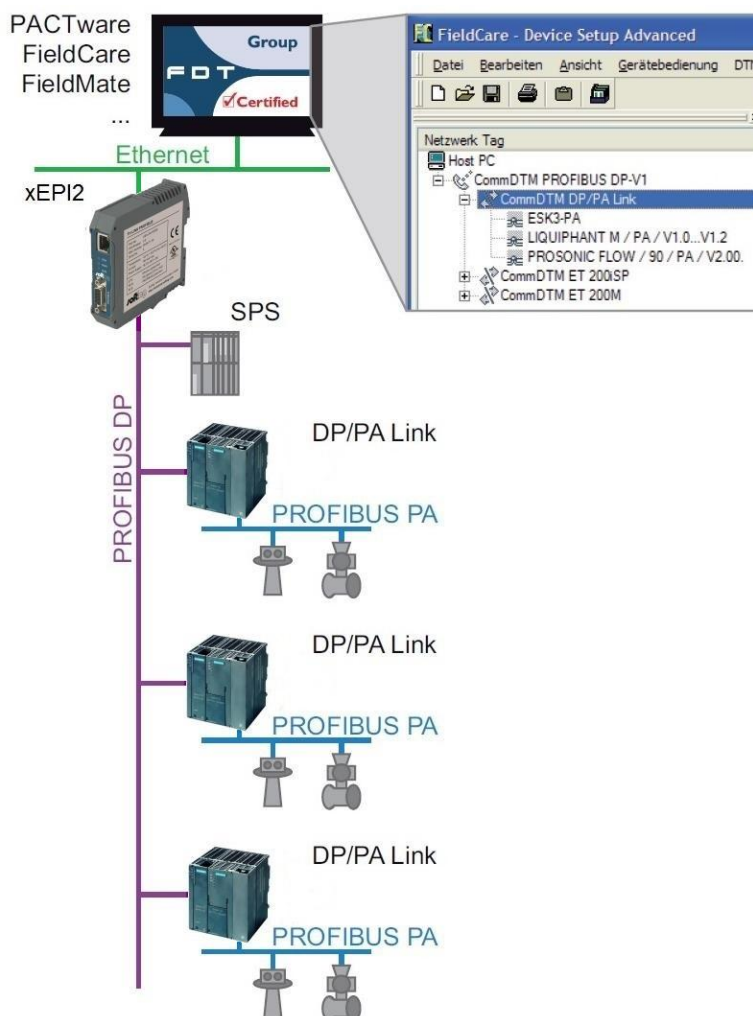 PACTware
FieldCare
FieldMate
...
Group
FDT
Certified
Ethernet
xEPI2
FieldCare - Device Setup Advanced
Datei Bearbeiten Ansicht Gerätebedienung DTM
Netzwerk Tag
Host PC
CommDTM PROFIBUS DP-V1
CommDTM DP/PA Link
ESK3-PA
LIQUIPHANT M / PA / V1.0...V1.2
PROSONIC FLOW / 90 / PA / V2.00.
CommDTM ET 200iSP
CommDTM ET 200M
SPS
PROFIBUS DP
DP/PA Link
PROFIBUS PA
DP/PA Link
PROFIBUS PA
DP/PA Link
PROFIBUS PA